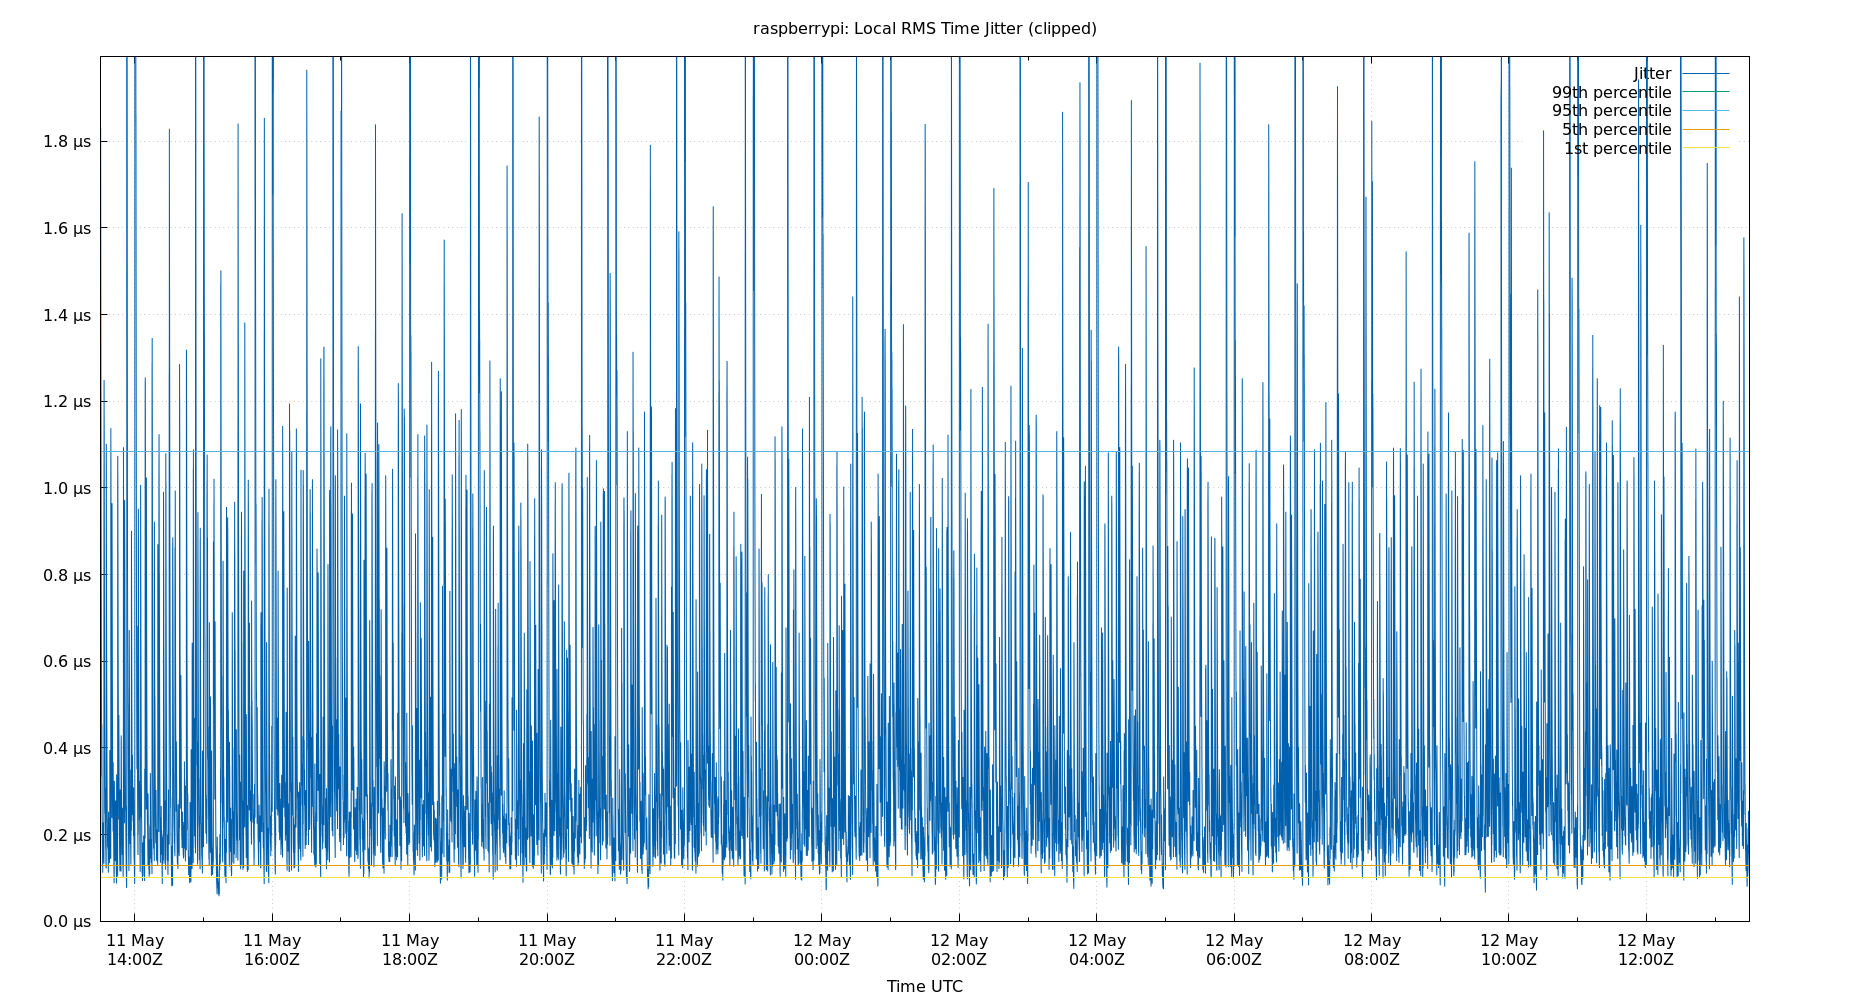 raspberrypi: Local RMS Time Jitter (clipped)
Jitter
99th percentile
95th percentile
5th percentile
1st percentile
1.8 µs
1.6 µs
1.4 µs
1.2 µs
1.0 µs
0.8 µs
0.6 µs
0.4 µs
0.2 µs
0.0 µs
11 May 11 May 11 May 11 May 11 May 12 May 12 May 12 May 12 May 12 May 12 May 12 May
14:00Z 16:00Z 18:00Z 20:00Z 22:00Z 00:00Z 02:00Z 04:00Z 06:00Z 08:00Z 10:00Z 12:00Z
Time UTC